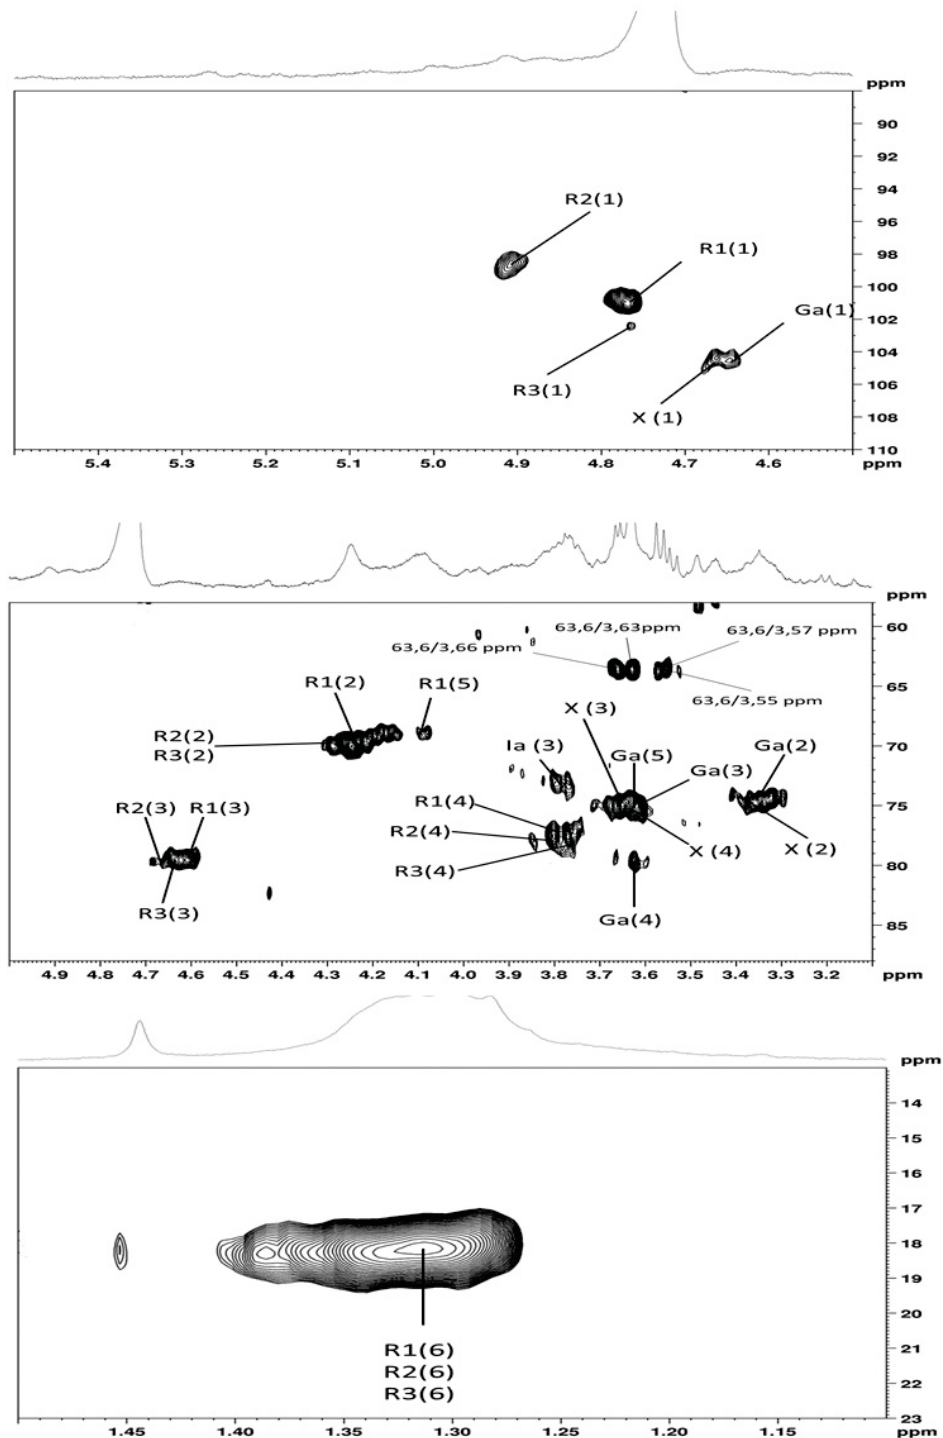 ppm
90
92
94
96
98
100
102
104
106
108
110
R2(1)
R1(1)
Ga(1)
R3(1)
X (1)
5.4 5.3 5.2 5.1 5.0 4.9 4.8 4.7 4.6 ppm
ppm
60
65
70
75
80
85
63,6/3,63ppm
63,6/3,57 ppm
63,6/3,66 ppm
63,6/3,55 ppm
R1(2)
R1(5)
X (3)
R2(2)
R3(2)
Ia (3)
Ga(5)
Ga(2)
Ga(3)
R2(3) R1(3)
R1(4)
R2(4)
R3(4)
X (4)
X (2)
R3(3)
Ga(4)
4.9 4.8 4.7 4.6 4.5 4.4 4.3 4.2 4.1 4.0 3.9 3.8 3.7 3.6 3.5 3.4 3.3 3.2 ppm
ppm
14
15
16
17
18
19
20
21
22
23
R1(6)
R2(6)
R3(6)
1.45 1.40 1.35 1.30 1.25 1.20 1.15 ppm